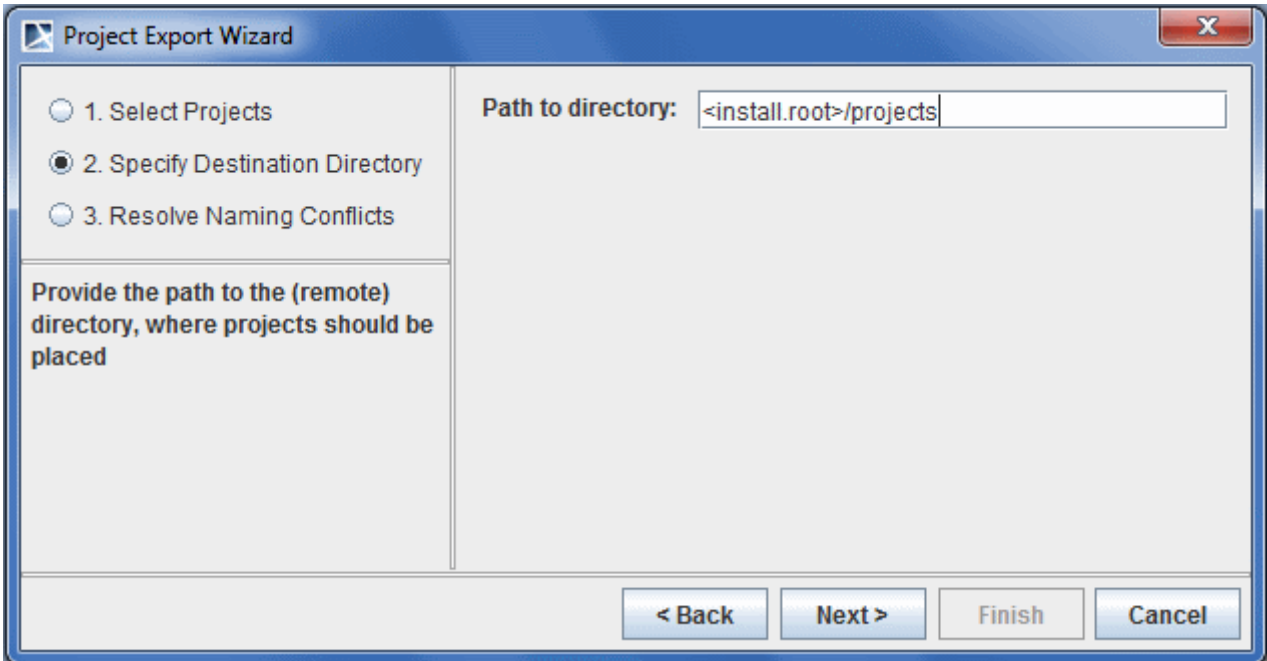 Project Export Wizard
1. Select Projects
2. Specify Destination Directory
3. Resolve Naming Conflicts
Provide the path to the (remote)
directory, where projects should be
placed
Path to directory: <install.root>/projects
< Back Next > Finish Cancel